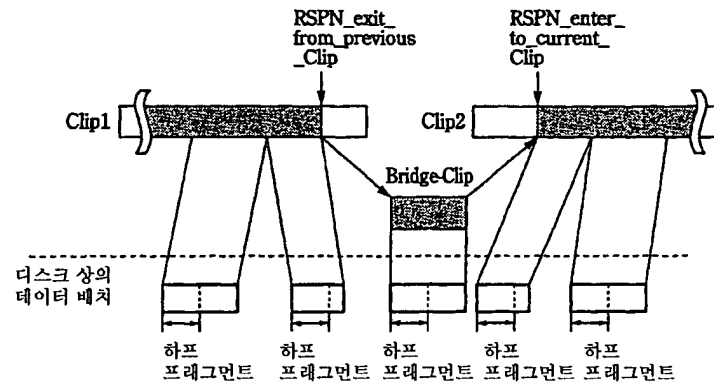 RSPN_exit_
from_previous
_Clip
RSPN_enter_
to_current_
Clip
Clip1
Clip2
Bridge-Clip
디스크 상의
데이터 배치
하프
프래그먼트
하프
프래그먼트
하프
프래그먼트
하프
프래그먼트
하프
프래그먼트